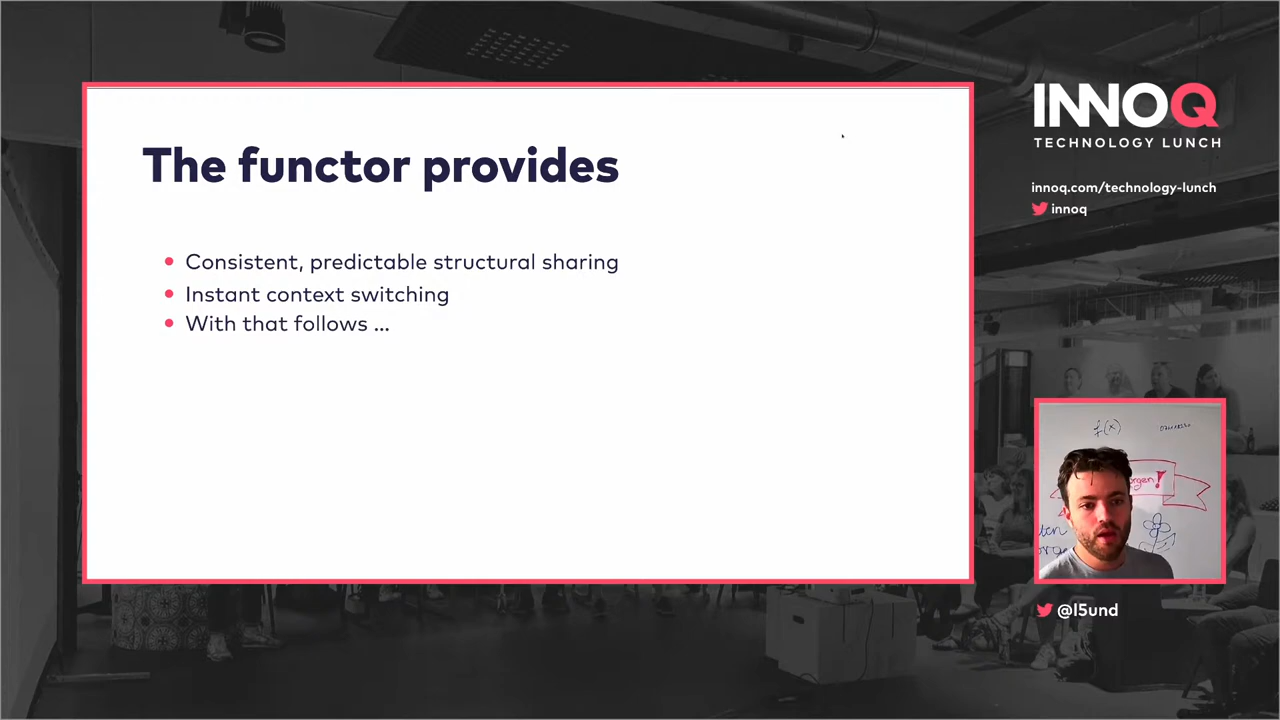 The functor provides
Consistent, predictable structural sharing
Instant context switching
With that follows ...
INNOQ
TECHNOLOGY LUNCH
innoq.com/technology-lunch
innoq
f(x)
@l5und